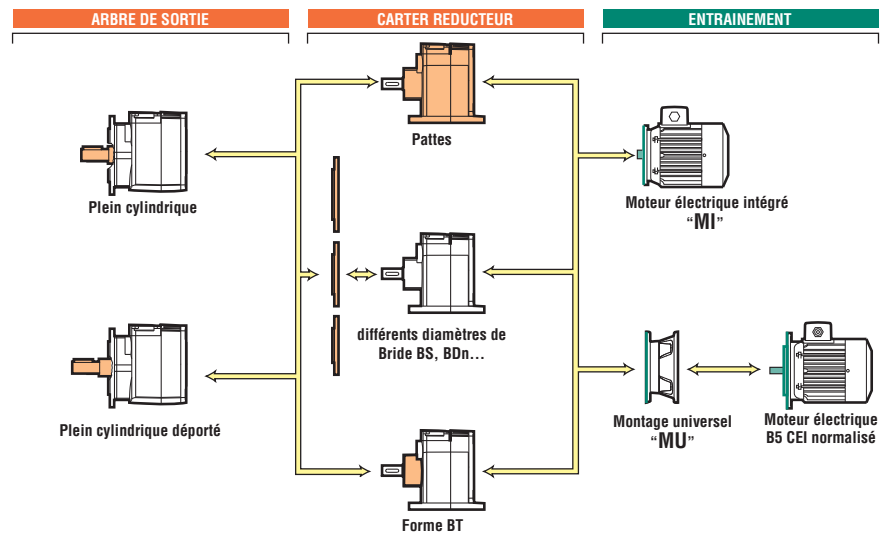 ARBRE DE SORTIE
CARTER REDUCTEUR
ENTRAINEMENT
Plein cylindrique
Plein cylindrique déporté
Pattes
différents diamètres de
Bride BS, BDn...
Forme BT
Moteur électrique intégré
“MI”
Montage universel
“MU”
Moteur électrique
B5 CEI normalisé